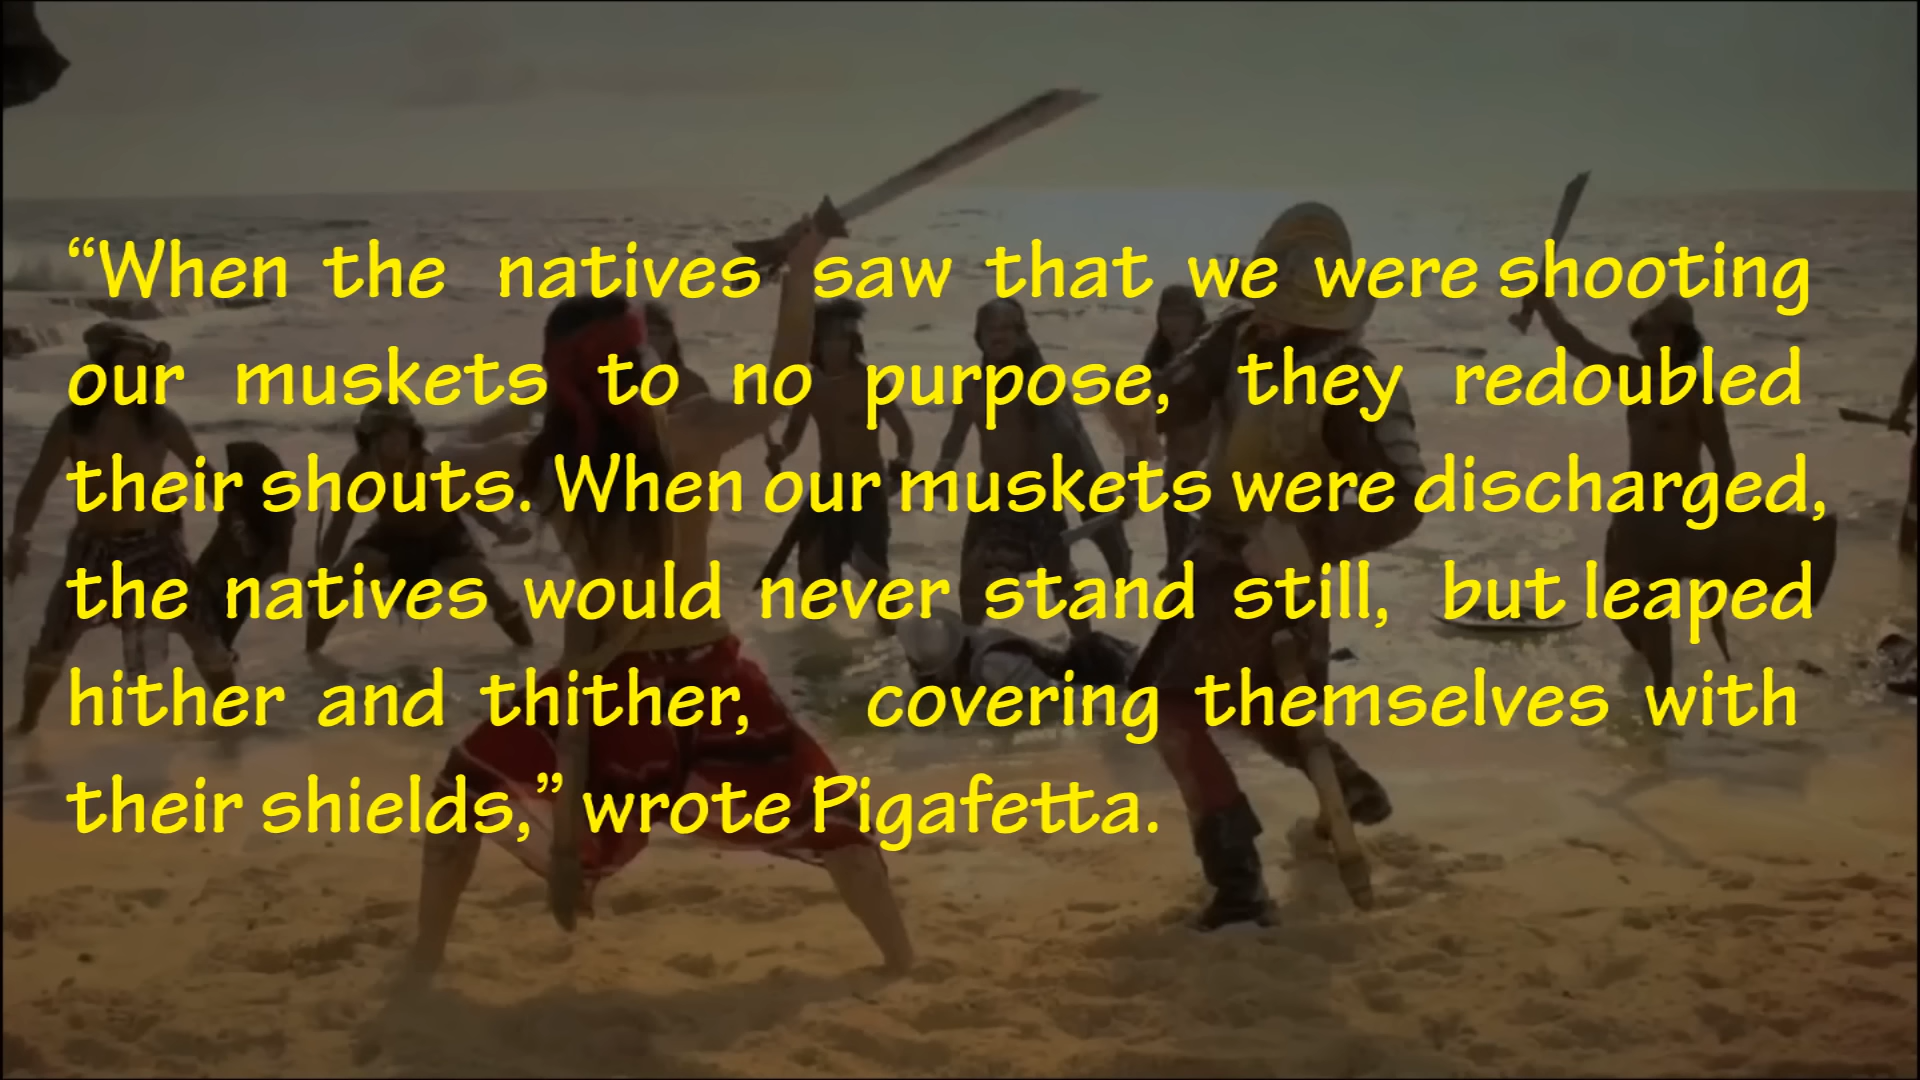 “When the natives saw that we were shooting
our muskets to no purpose, they redoubled
their shouts. When our muskets were discharged,
the natives would never stand still, but leaped
hither and thither, covering themselves with
their shields,” wrote Pigafetta.